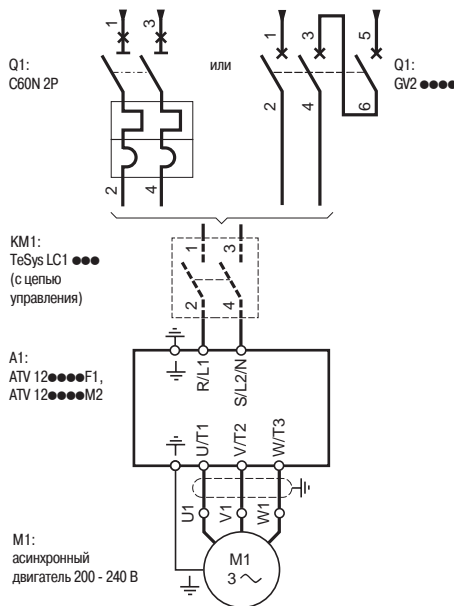 1
3
Q1:
C60N 2P
2
4
или
1
3
5
2
4
6
Q1:
GV2 ●●●●
KM1:
TeSys LC1 ●●●
(с цепью
управления)
1
3
2
4
A1:
ATV 12●●●●F1,
ATV 12●●●●M2
R/L1
S/L2/N
U/T1
V/T2
W/T3
U1
V1
W1
M1:
асинхронный
двигатель 200 - 240 В
M1
3 ~